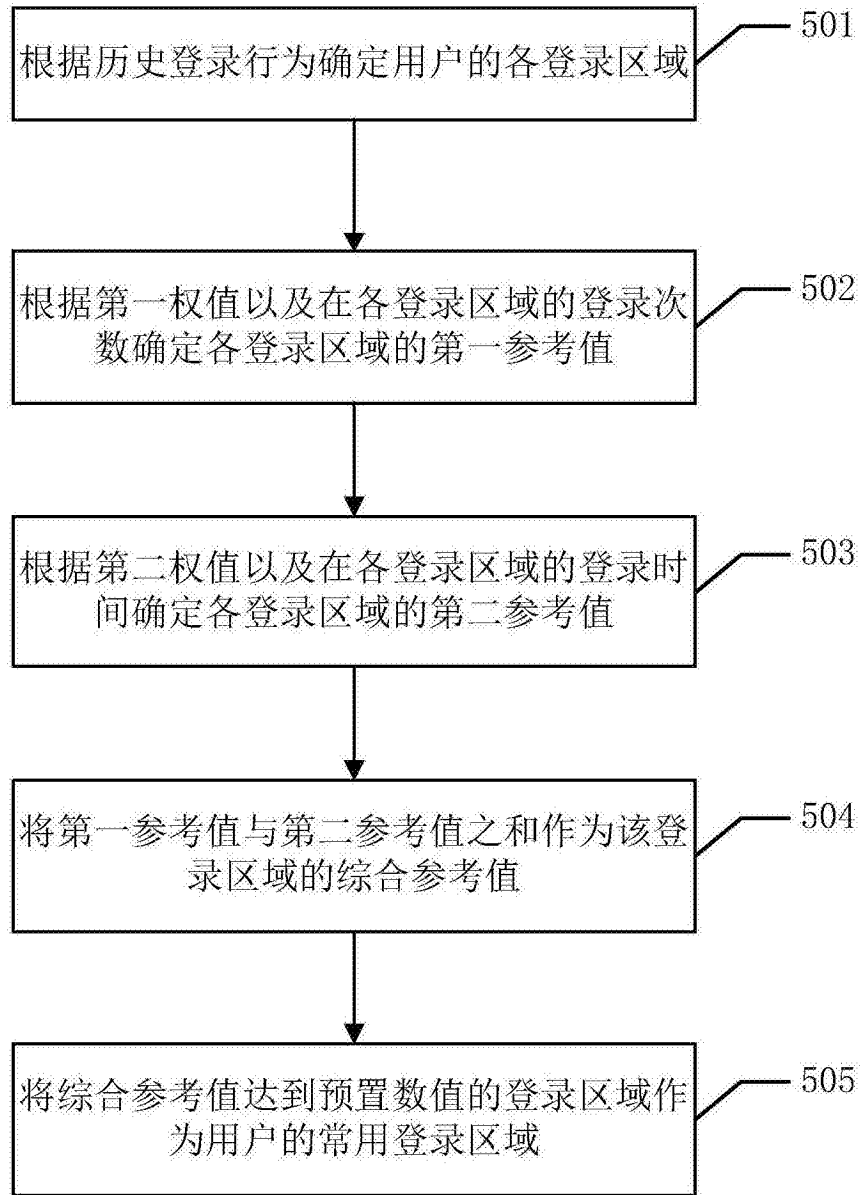 根据历史登录行为确定用户的各登录区域
501
根据第一权值以及在各登录区域的登录次
数确定各登录区域的第一参考值
502
根据第二权值以及在各登录区域的登录时
间确定各登录区域的第二参考值
503
将第一参考值与第二参考值之和作为该登
录区域的综合参考值
504
将综合参考值达到预置数值的登录区域作
为用户的常用登录区域
505